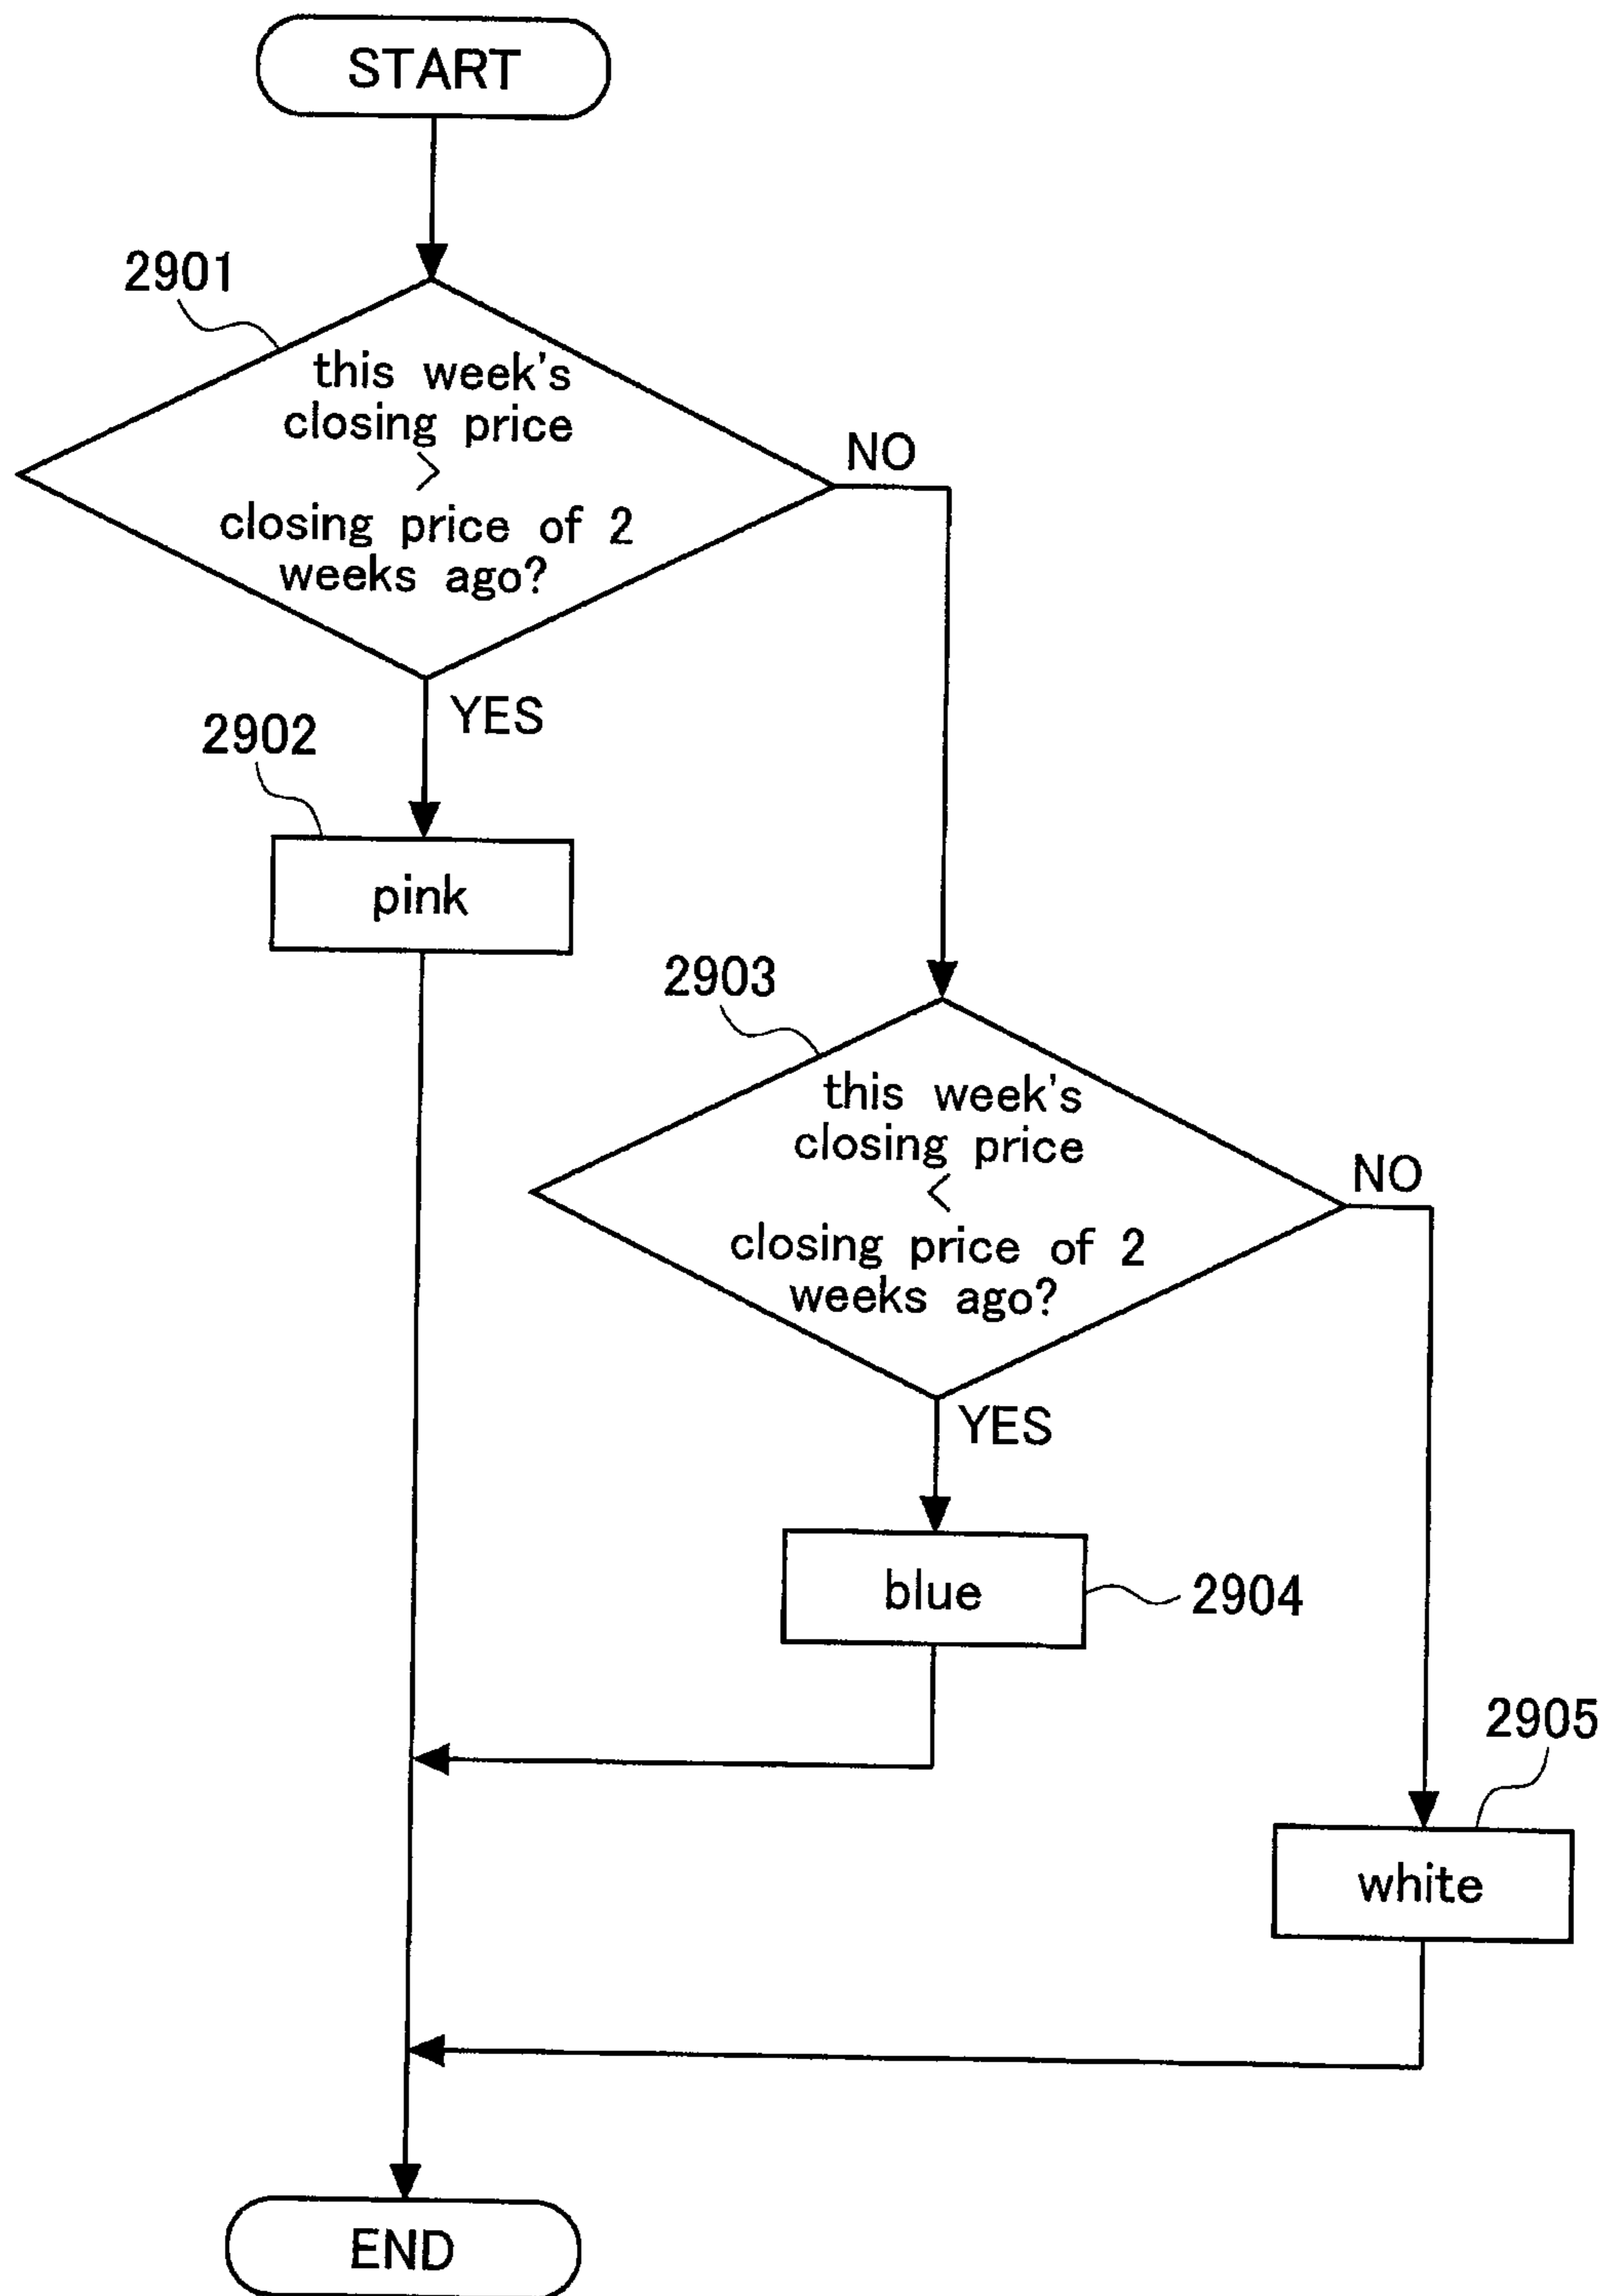 START
2901
this week's
closing price
>
closing price of 2
weeks ago?
NO
YES
2902
pink
2903
this week's
closing price
<
closing price of 2
weeks ago?
NO
YES
blue
2904
2905
white
END